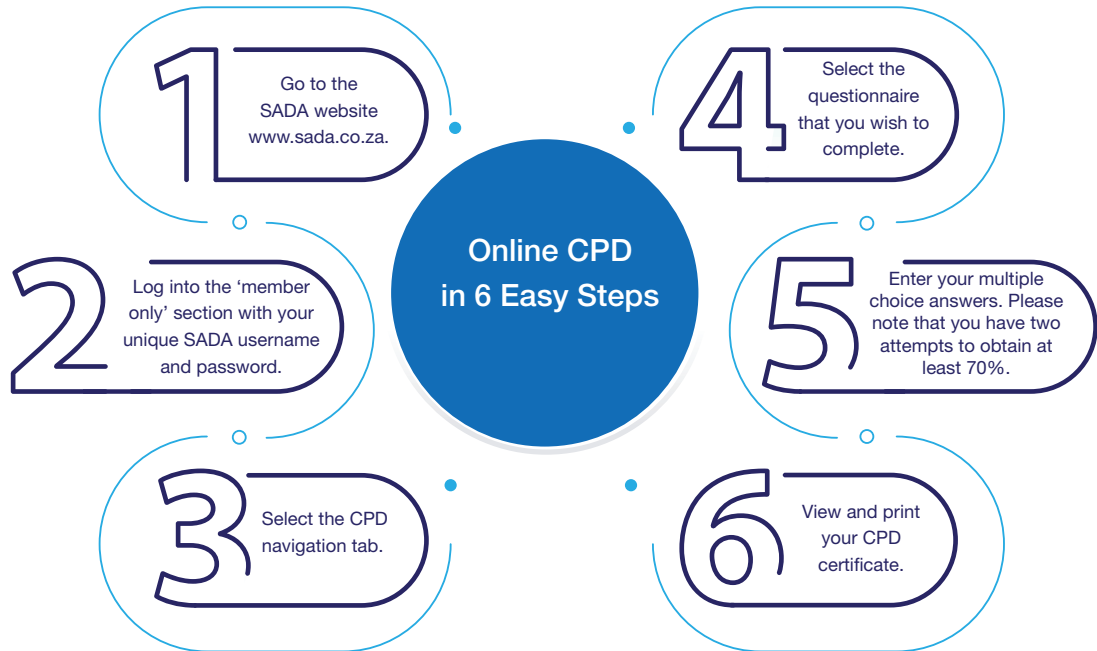 Online CPD
in 6 Easy Steps
1
Go to the
SADA website
www.sada.co.za.
2
Log into the ‘member
only’ section with your
unique SADA username
and password.
3
Select the CPD
navigation tab.
4
Select the
questionnaire
that you wish to
complete.
5
Enter your multiple
choice answers. Please
note that you have two
attempts to obtain at
least 70%.
6
View and print
your CPD
certificate.